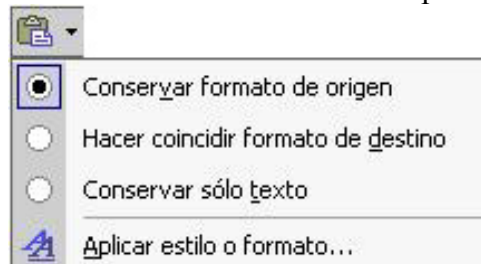 Conservar formato de origen
Hacer coincidir formato de destino
Conservar sólo texto
Aplicar estilo o formato...